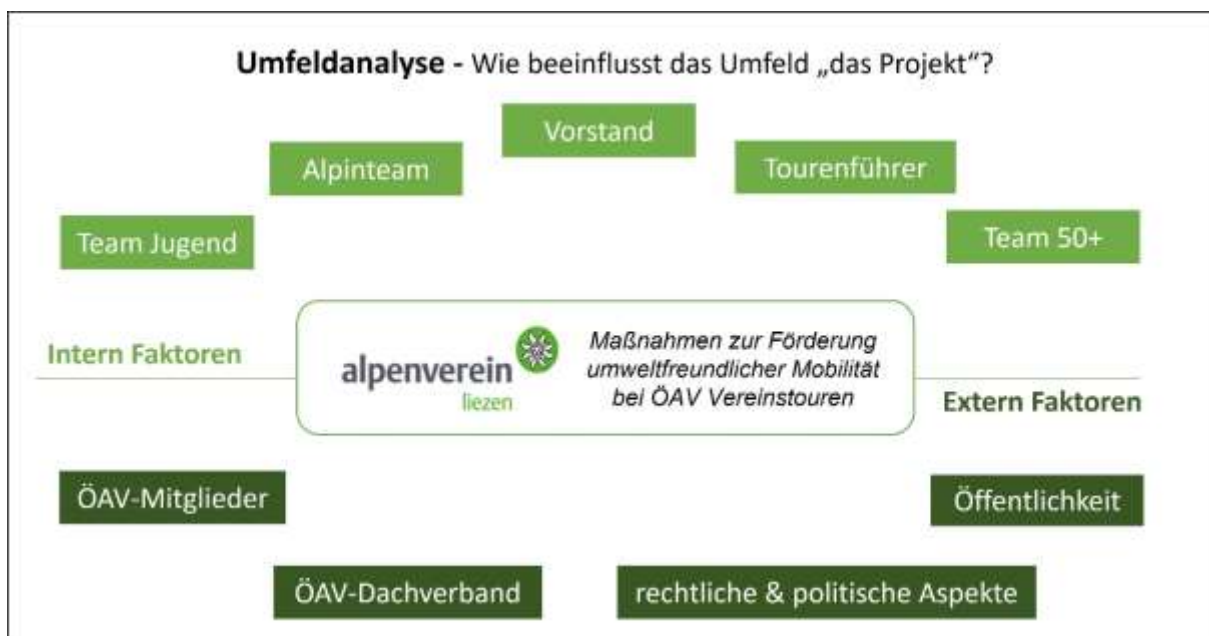 Umfeldanalyse - Wie beeinflusst das Umfeld „das Projekt“?
Vorstand
Alpinteam
Tourenführer
Team Jugend
Team 50+
Intern Faktoren
alpenverein
liezen
Maßnahmen zur Förderung
umweltfreundlicher Mobilität
bei ÖAV Vereinstouren
Extern Faktoren
ÖAV-Mitglieder
Öffentlichkeit
ÖAV-Dachverband
rechtliche & politische Aspekte